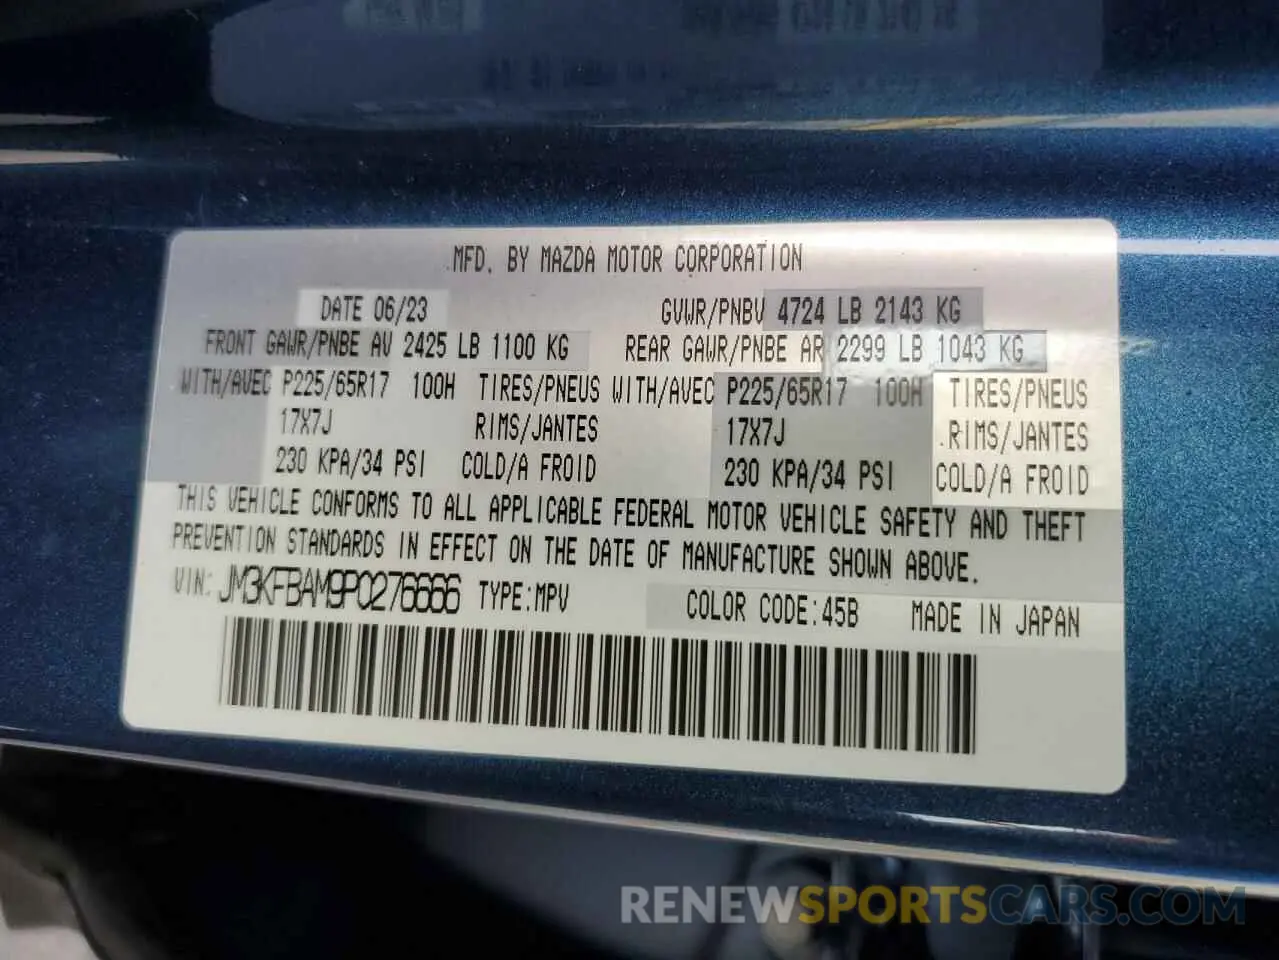 MFD. BY MAZDA MOTOR CORPORATION
DATE 06/23 GVWR/PNBV 4724 LB 2143 KG
FRONT GAWR/PNBE AV 2425 LB 1100 KG REAR GAWR/PNBE AR 2299 LB 1043 KG
WITH/AVEC P225/65R17 100H TIRES/PNEUS WITH/AVEC P225/65R17 100H TIRES/PNEUS
17X7J RIMS/JANTES 17X7J RIMS/JANTES
230 KPA/34 PSI COLD/A FROID 230 KPA/34 PSI COLD/A FROID
THIS VEHICLE CONFORMS TO ALL APPLICABLE FEDERAL MOTOR VEHICLE SAFETY AND THEFT
PREVENTION STANDARDS IN EFFECT ON THE DATE OF MANUFACTURE SHOWN ABOVE.
VIN: JM3KFBAM9P0276666 TYPE:MPV COLOR CODE:45B MADE IN JAPAN
RENEWSPORTSCARS.COM